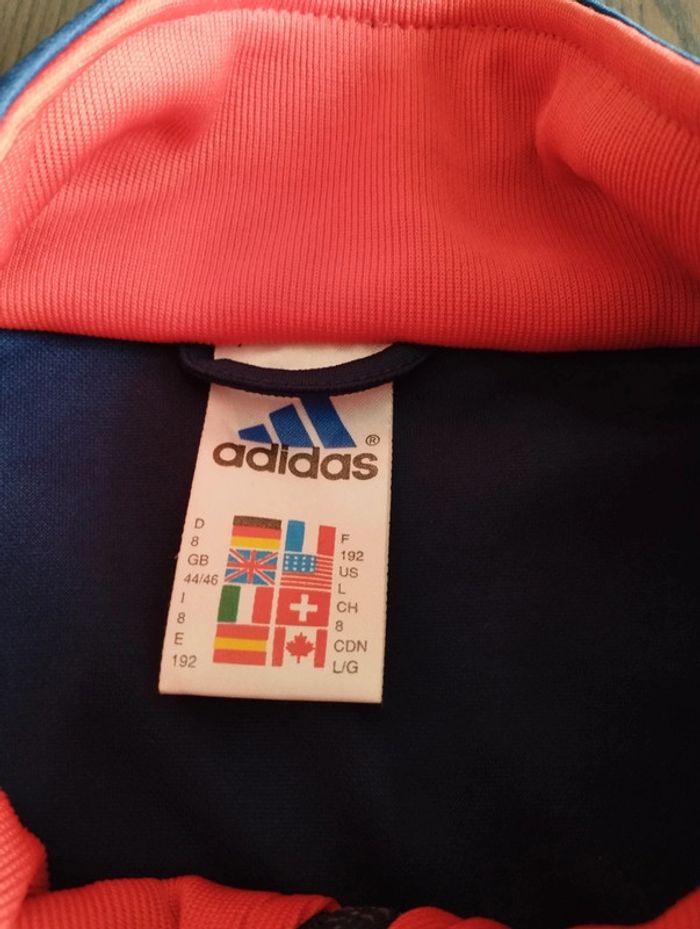 adidas®
D
8
GB
44/46
I
8
E
192
F
192
US
L
CH
8
CDN
L/G